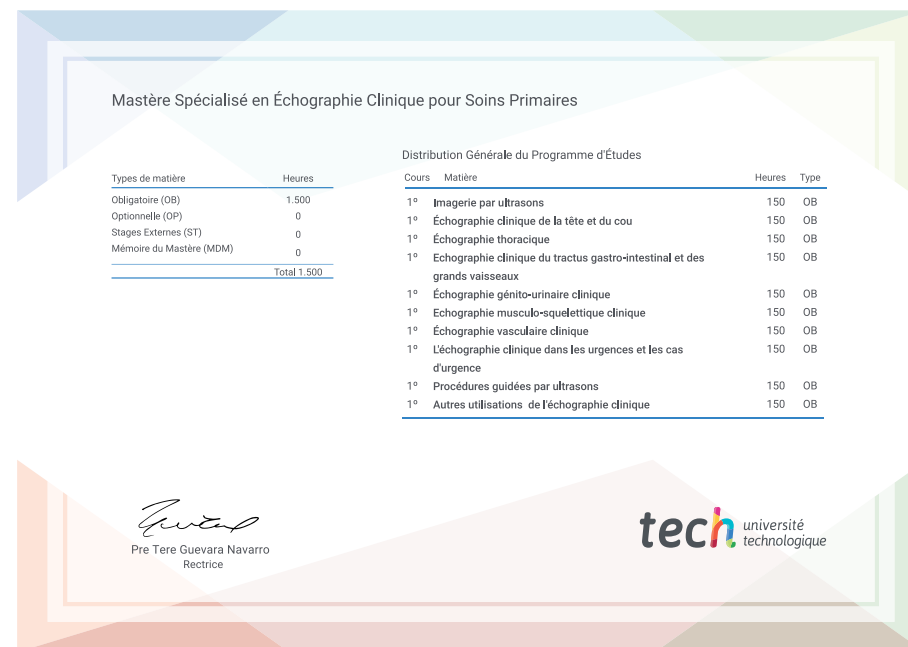 Mastère Spécialisé en Échographie Clinique pour Soins Primaires
Types de matière Heures
Obligatoire (OB) 1.500
Optionnelle (OP) 0
Stages Externes (ST) 0
Mémoire du Mastère (MDM) 0
Total 1.500
Distribution Générale du Programme d'Études
Cours Matière Heures Type
1º Imagerie par ultrasons 150 OB
1º Échographie clinique de la tête et du cou 150 OB
1º Échographie thoracique 150 OB
1º Echographie clinique du tractus gastro-intestinal et des 150 OB
grands vaisseaux
1º Échographie génito-urinaire clinique 150 OB
1º Echographie musculo-squelettique clinique 150 OB
1º Échographie vasculaire clinique 150 OB
1º L'échographie clinique dans les urgences et les cas 150 OB
d'urgence
1º Procédures guidées par ultrasons 150 OB
1º Autres utilisations de l'échographie clinique 150 OB
Pre Tere Guevara Navarro
Rectrice
tech université
technologique